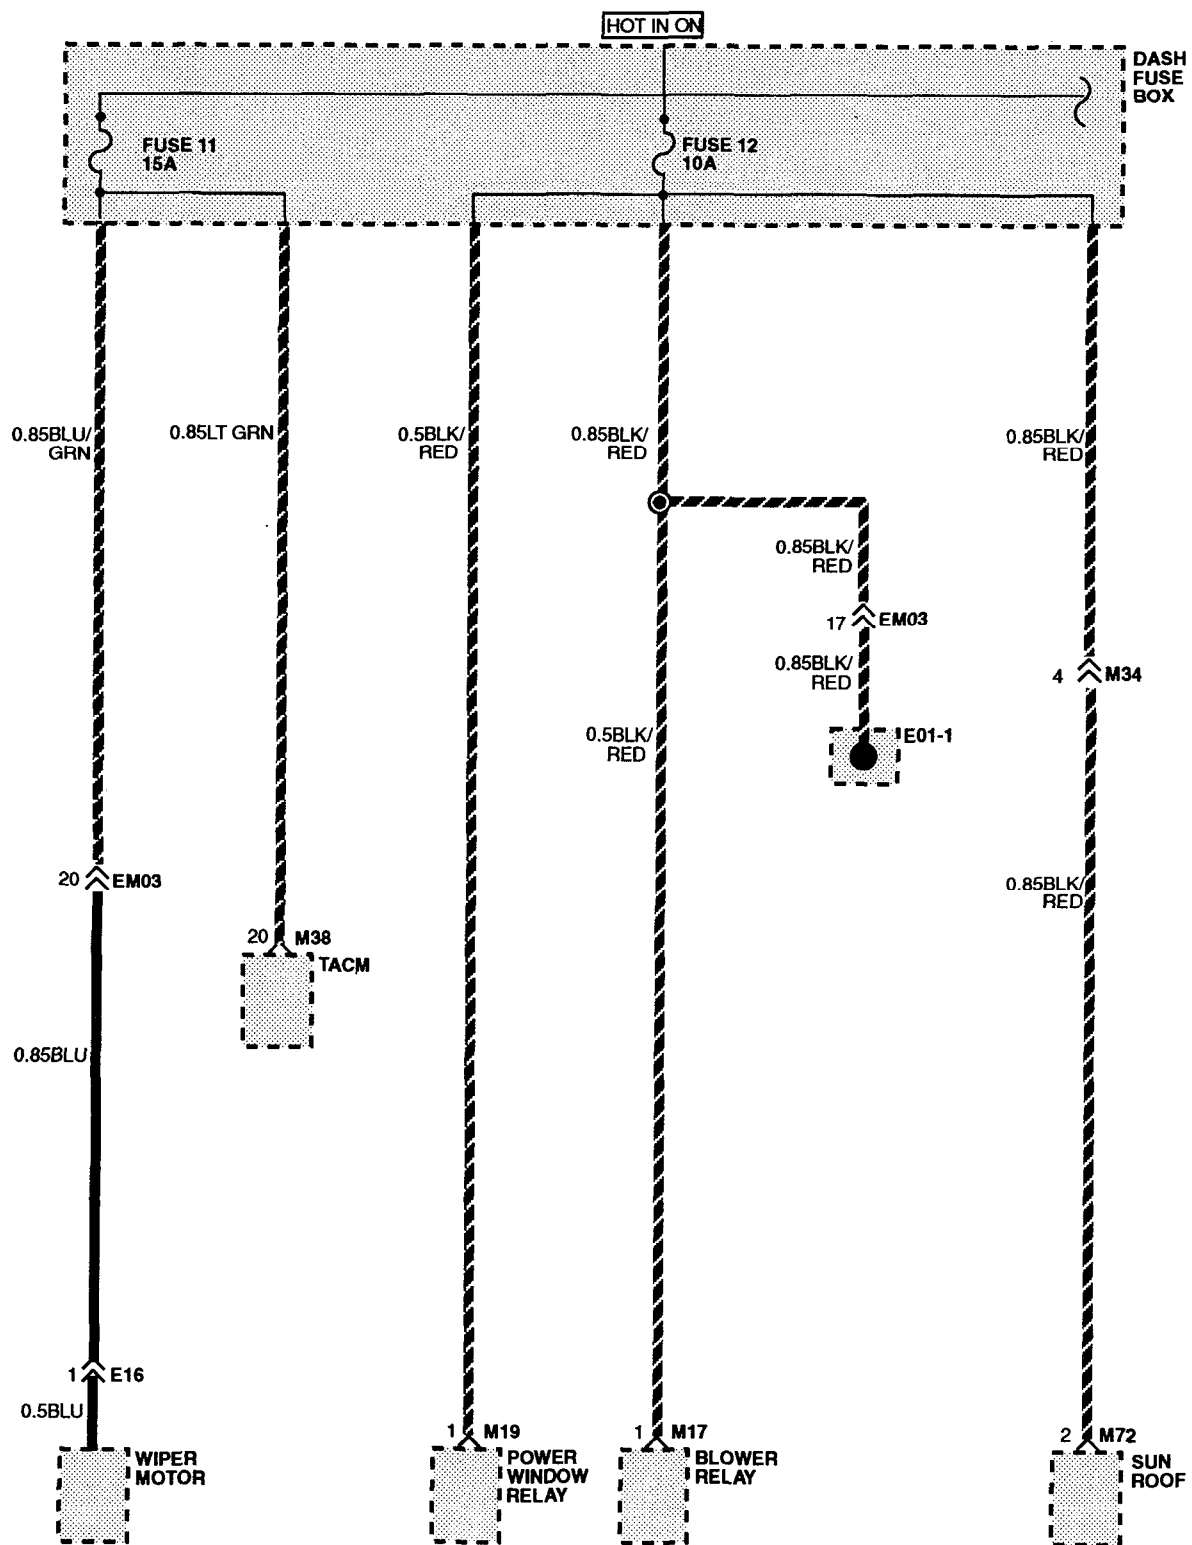 HOT IN ON
DASH
FUSE
BOX
FUSE 11
15A
FUSE 12
10A
0.85BLU/
GRN
0.85LT GRN
0.5BLK/
RED
0.85BLK/
RED
0.85BLK/
RED
0.85BLK/
RED
17 EM03
0.85BLK/
RED
4 M34
E01-1
0.5BLK/
RED
20 EM03
0.85BLK/
RED
20 M38
TACM
0.85BLU
1 E16
0.5BLU
WIPER
MOTOR
1 M19
POWER
WINDOW
RELAY
1 M17
BLOWER
RELAY
2 M72
SUN
ROOF